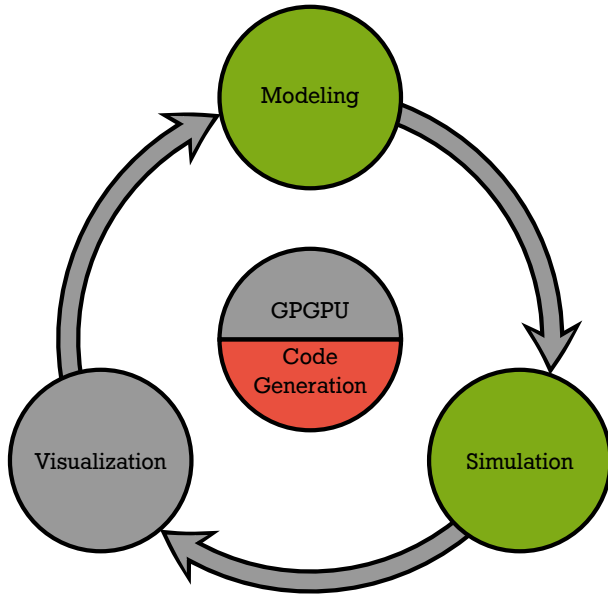 Modeling
GPGPU
Code
Generation
Visualization
Simulation